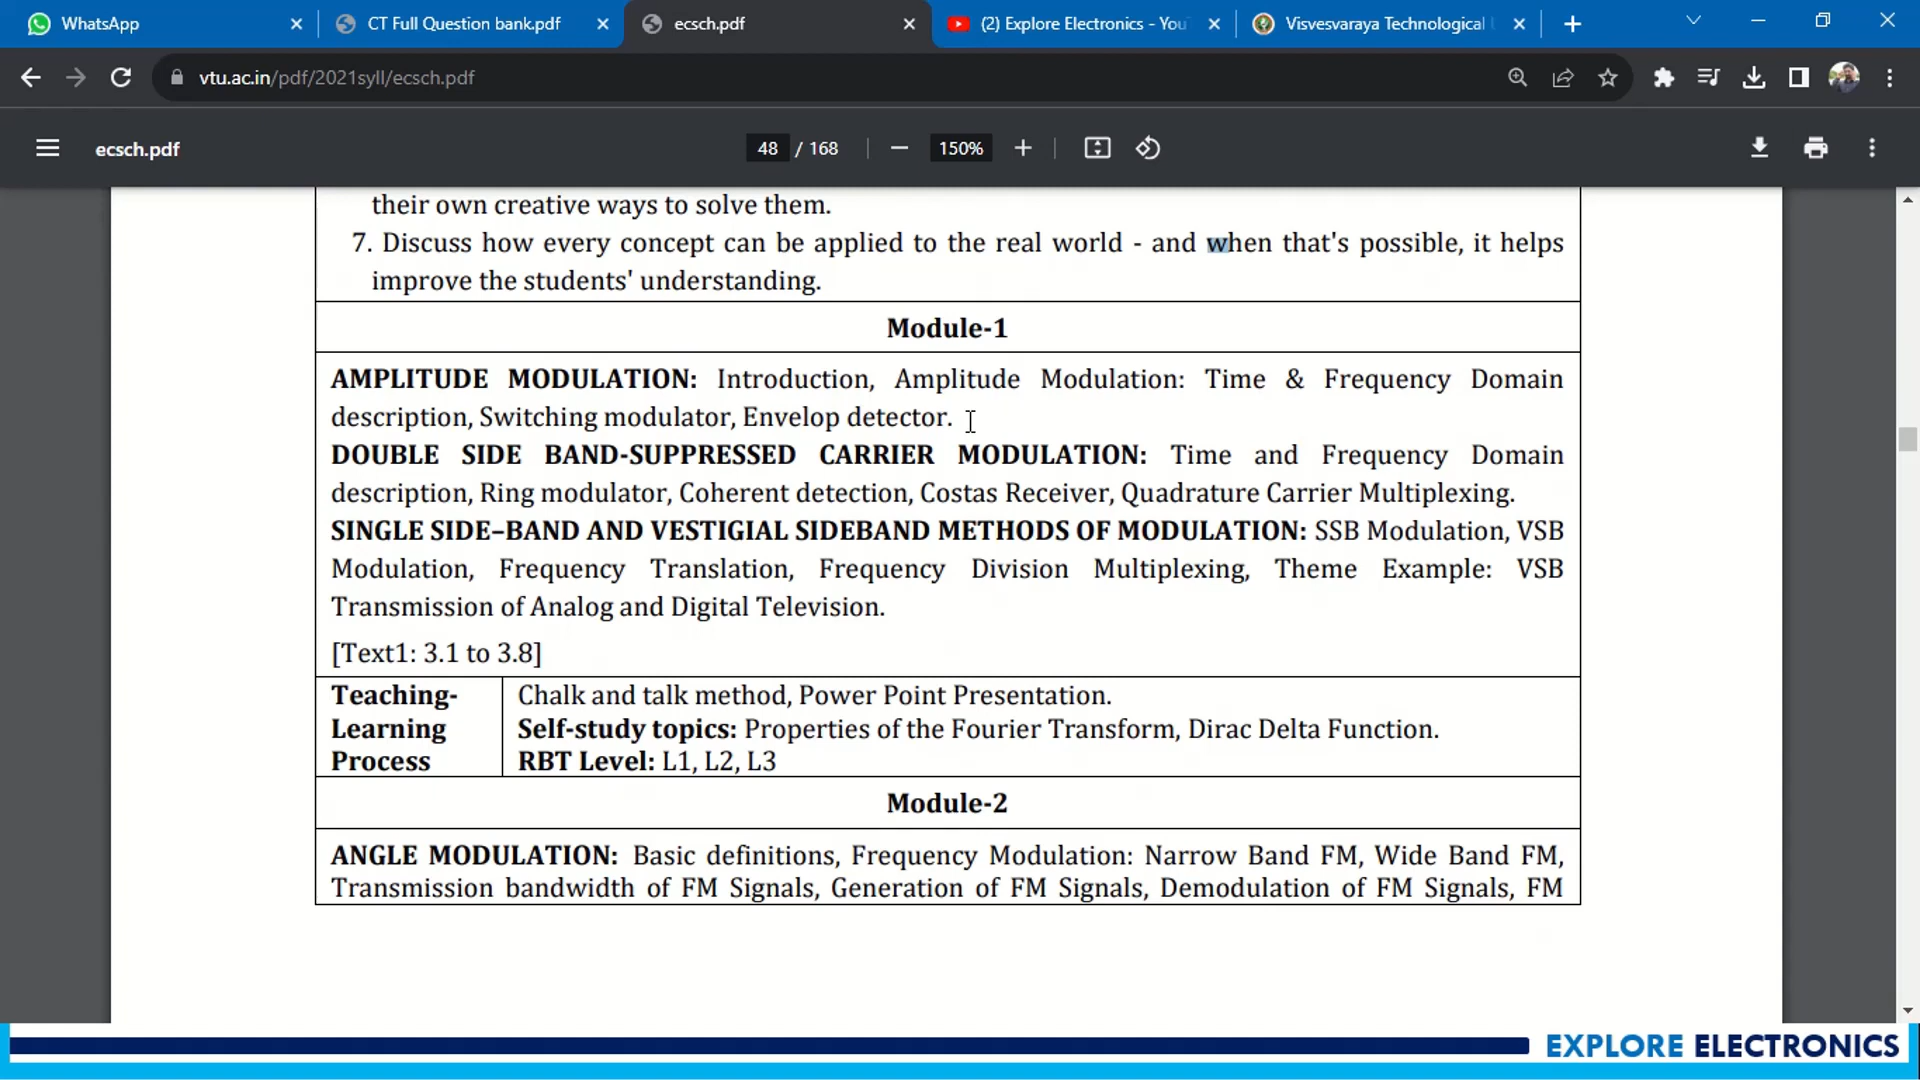 WhatsApp
CT Full Question bank.pdf
ecsch.pdf
(2) Explore Electronics - You
Visvesvaraya Technological
vtu.ac.in/pdf/2021syll/ecsch.pdf
ecsch.pdf
48 / 168
150%
their own creative ways to solve them.
7. Discuss how every concept can be applied to the real world - and when that's possible, it helps
improve the students' understanding.
Module-1
AMPLITUDE MODULATION: Introduction, Amplitude Modulation: Time & Frequency Domain
description, Switching modulator, Envelop detector.
DOUBLE SIDE BAND-SUPPRESSED CARRIER MODULATION: Time and Frequency Domain
description, Ring modulator, Coherent detection, Costas Receiver, Quadrature Carrier Multiplexing.
SINGLE SIDE–BAND AND VESTIGIAL SIDEBAND METHODS OF MODULATION: SSB Modulation, VSB
Modulation, Frequency Translation, Frequency Division Multiplexing, Theme Example: VSB
Transmission of Analog and Digital Television.
[Text1: 3.1 to 3.8]
Teaching-
Learning
Process
Chalk and talk method, Power Point Presentation.
Self-study topics: Properties of the Fourier Transform, Dirac Delta Function.
RBT Level: L1, L2, L3
Module-2
ANGLE MODULATION: Basic definitions, Frequency Modulation: Narrow Band FM, Wide Band FM,
Transmission bandwidth of FM Signals, Generation of FM Signals, Demodulation of FM Signals, FM
EXPLORE ELECTRONICS